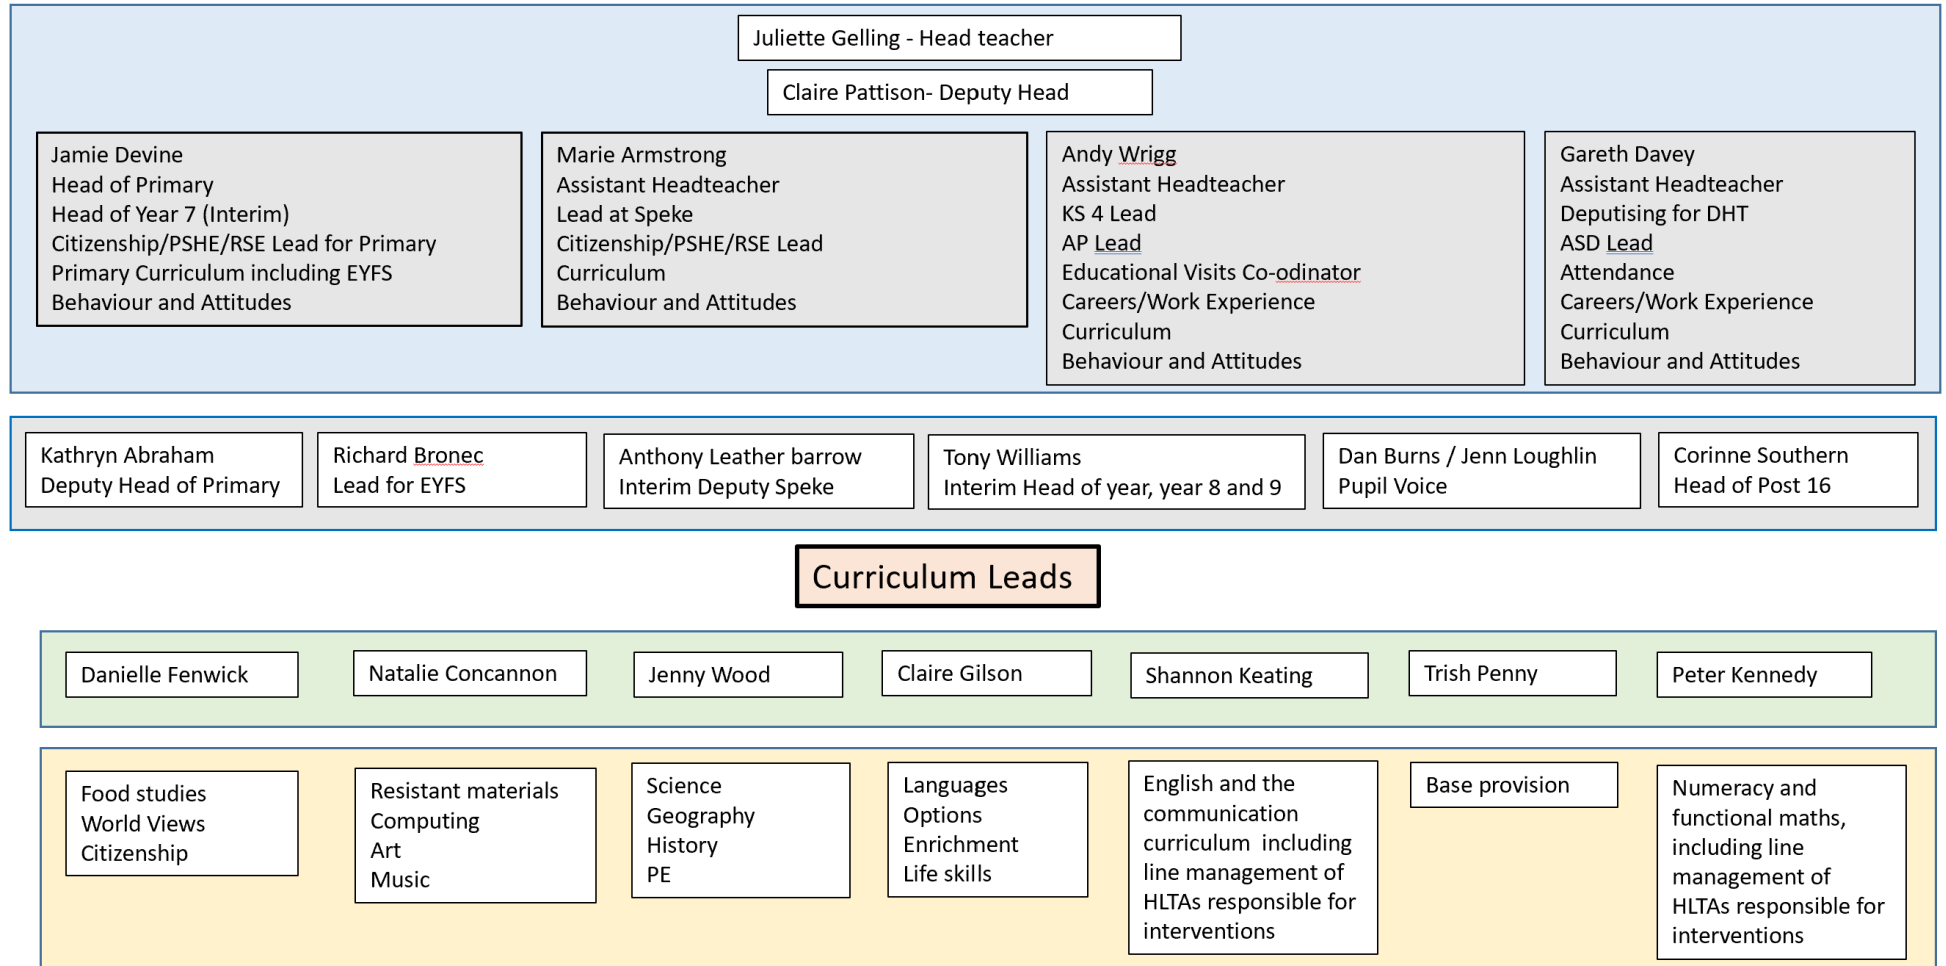 Juliette Gelling - Head teacher
Claire Pattison- Deputy Head
Jamie Devine
Head of Primary
Head of Year 7 (Interim)
Citizenship/PSHE/RSE Lead for Primary
Primary Curriculum including EYFS
Behaviour and Attitudes
Marie Armstrong
Assistant Headteacher
Lead at Speke
Citizenship/PSHE/RSE Lead
Curriculum
Behaviour and Attitudes
Andy Wrigg
Assistant Headteacher
KS 4 Lead
AP Lead
Educational Visits Co-odinator
Careers/Work Experience
Curriculum
Behaviour and Attitudes
Gareth Davey
Assistant Headteacher
Deputising for DHT
ASD Lead
Attendance
Careers/Work Experience
Curriculum
Behaviour and Attitudes
Kathryn Abraham
Deputy Head of Primary
Richard Bronec
Lead for EYFS
Anthony Leather barrow
Interim Deputy Speke
Tony Williams
Interim Head of year, year 8 and 9
Dan Burns / Jenn Loughlin
Pupil Voice
Corinne Southern
Head of Post 16
Curriculum Leads
Danielle Fenwick
Natalie Concannon
Jenny Wood
Claire Gilson
Shannon Keating
Trish Penny
Peter Kennedy
Food studies
World Views
Citizenship
Resistant materials
Computing
Art
Music
Science
Geography
History
PE
Languages
Options
Enrichment
Life skills
English and the
communication
curriculum  including
line management of
HLTAs responsible for
interventions
Base provision
Numeracy and
functional maths,
including line
management of
HLTAs responsible for
interventions